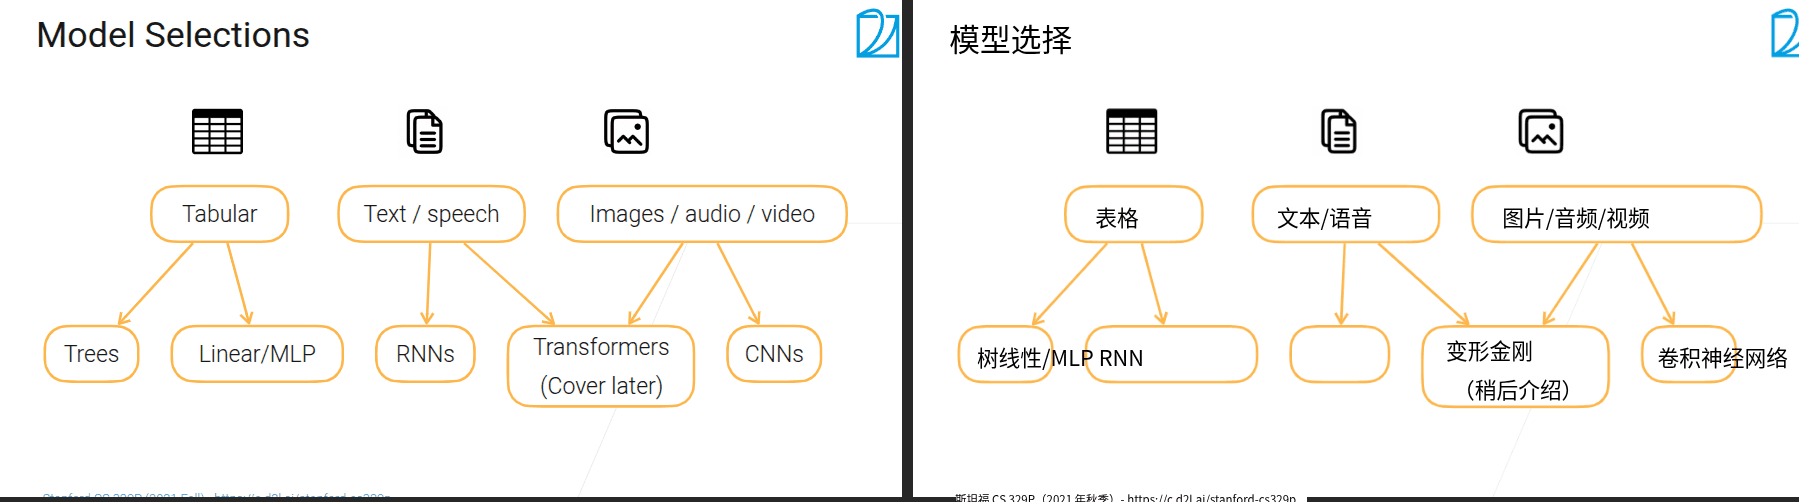 Model Selections
Tabular
Text / speech
Images / audio / video
Trees
Linear/MLP
RNNs
Transformers
(Cover later)
CNNs
Stanford CS 329P (2021 Fall) - https://c.d2l.ai/stanford-cs329p
模型选择
表格
文本/语音
图片/音频/视频
树线性/MLP RNN
变形金刚
（稍后介绍）
卷积神经网络
斯坦福 CS 329P（2021 年秋季）- https://c.d2l.ai/stanford-cs329p